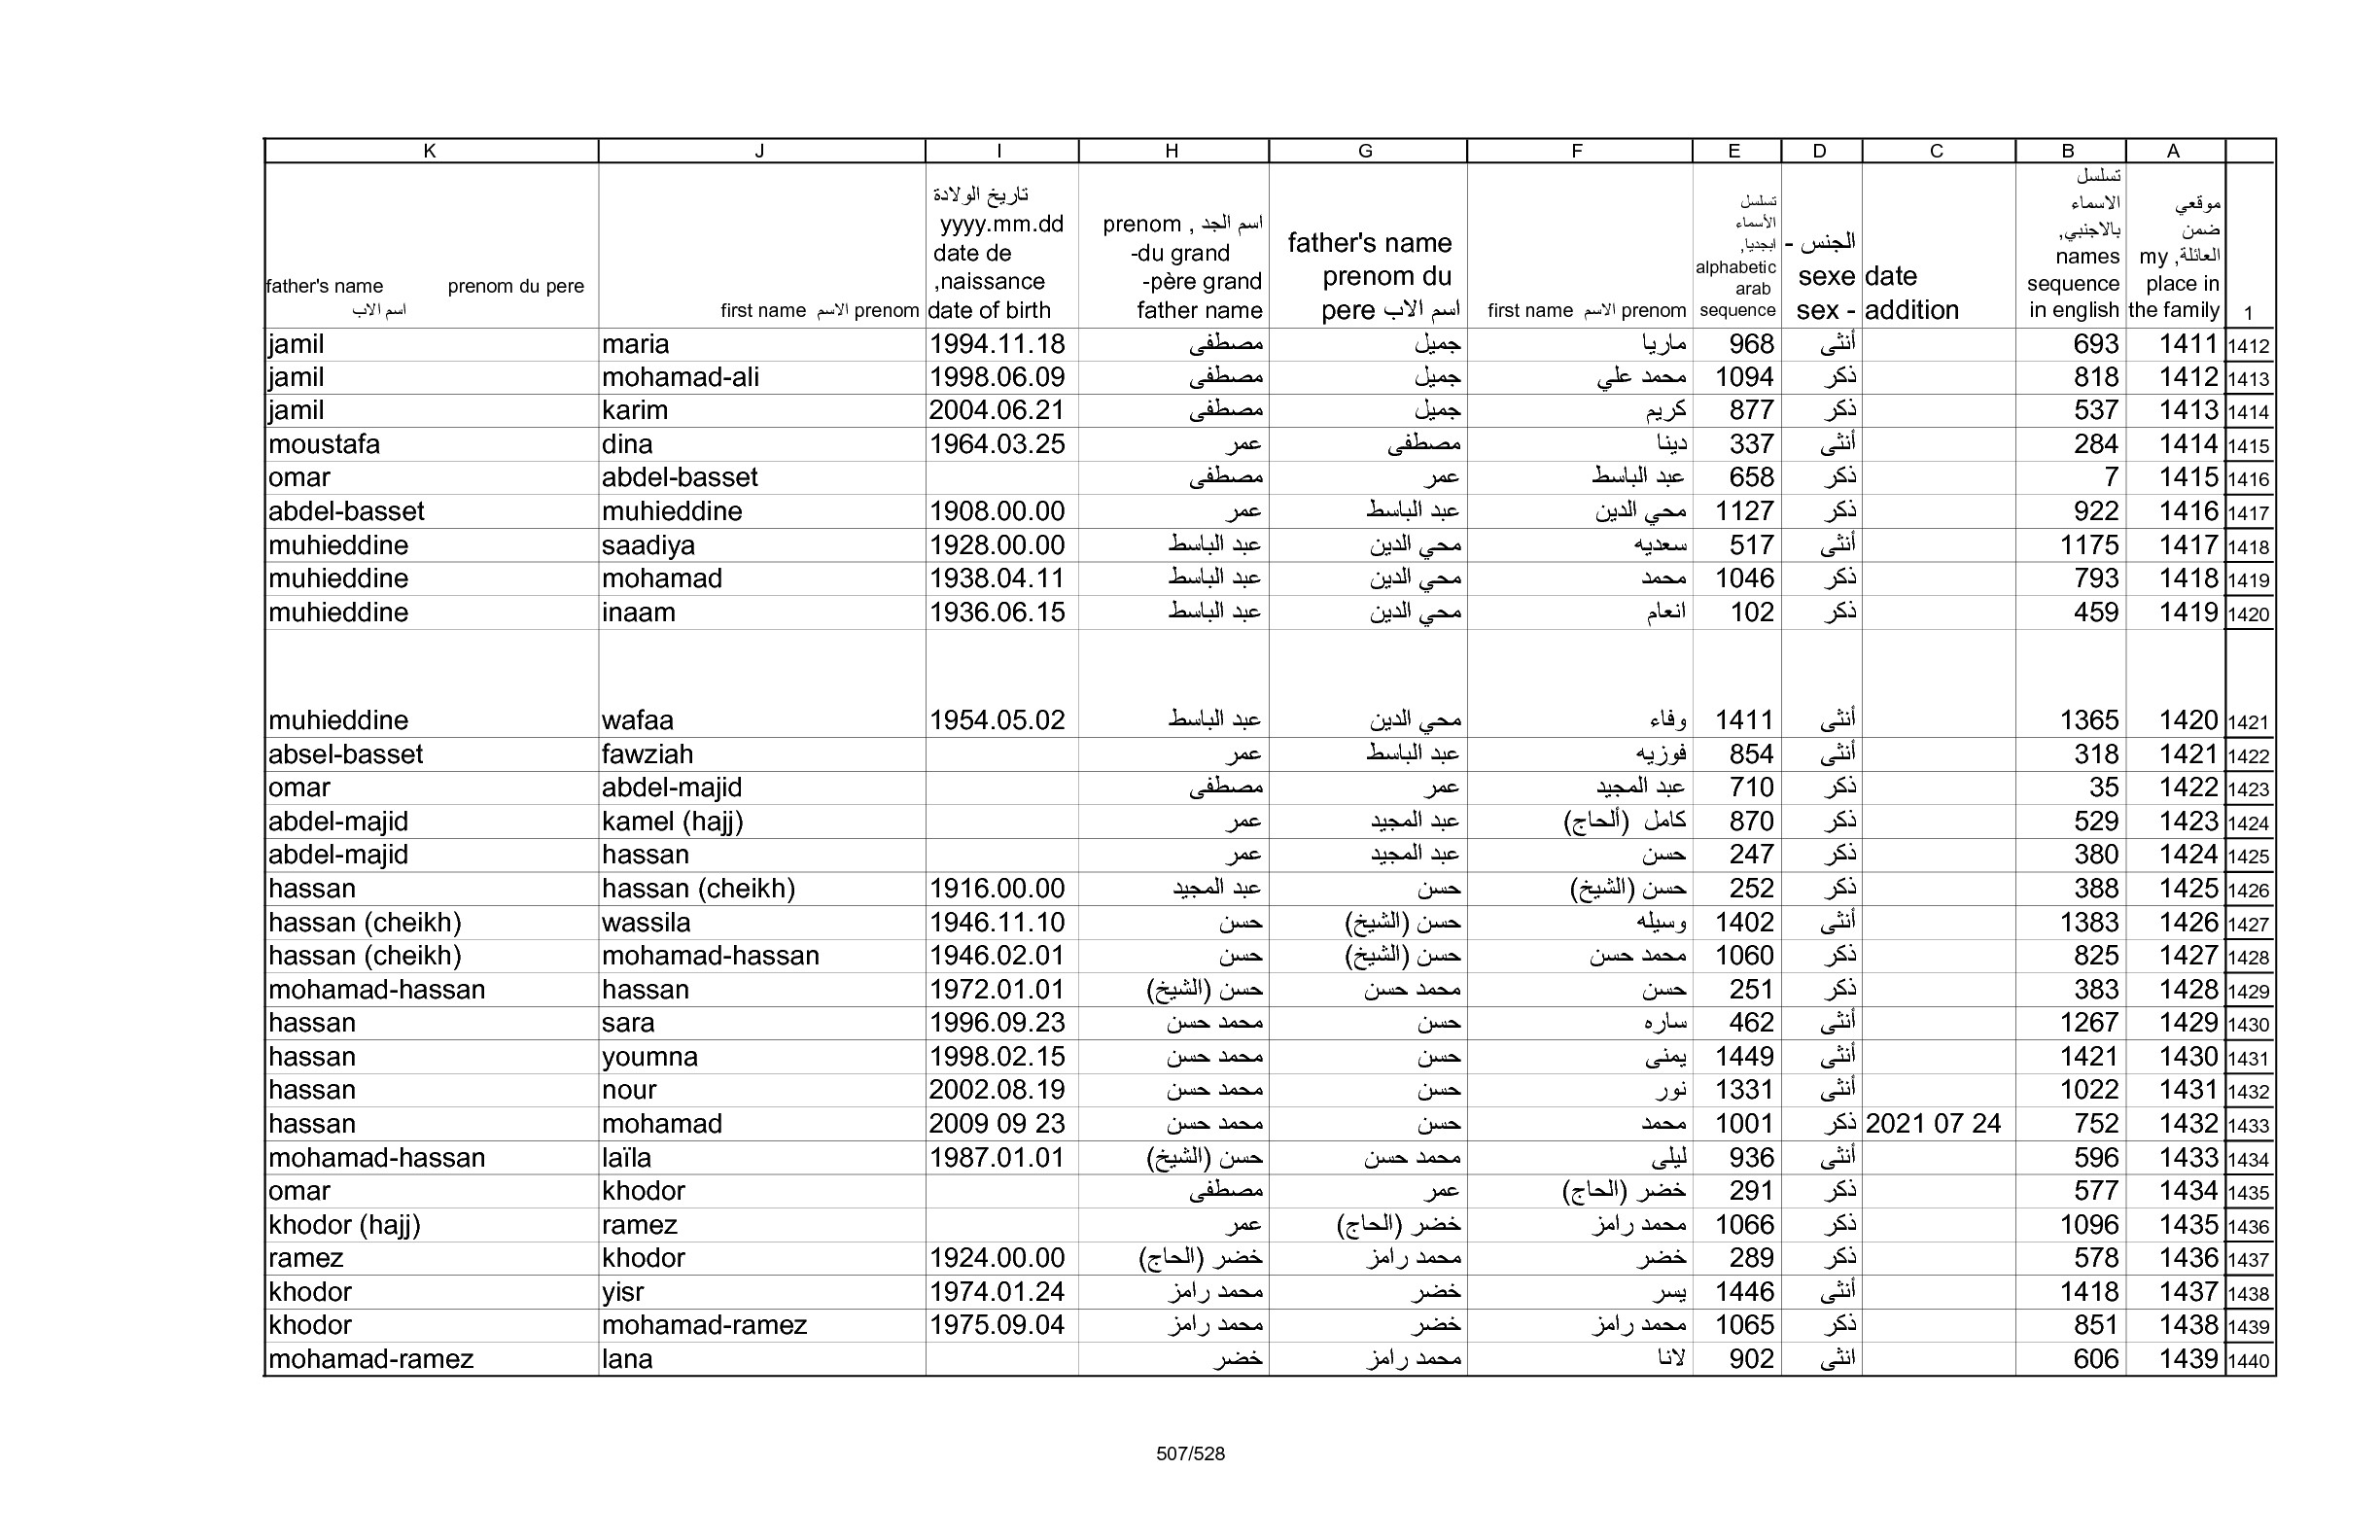 K J I H G F E D C B A
father's name prenom du pere اسم الاب
first name الاسم prenom
تاريخ الولادة yyyy.mm.dd date de naissance, date of birth
اسم الجد , prenom du grand- père grand- father name
father's name prenom du pere اسم الاب
first name الاسم prenom
تسلسل الأسماء ابجديا, alphabetic arab sequence
الجنس - sexe sex -
date addition
تسلسل الاسماء بالاجنبي, names sequence in english
موقعي ضمن العائلة, my place in the family
1
jamil maria 1994.11.18 مصطفى جميل ماريا 968 أنثى 693 1411 1412
jamil mohamad-ali 1998.06.09 مصطفى جميل محمد علي 1094 ذكر 818 1412 1413
jamil karim 2004.06.21 مصطفى جميل كريم 877 ذكر 537 1413 1414
moustafa dina 1964.03.25 عمر مصطفى دينا 337 أنثى 284 1414 1415
omar abdel-basset مصطفى عمر عبد الباسط 658 ذكر 7 1415 1416
abdel-basset muhieddine 1908.00.00 عمر عبد الباسط محي الدين 1127 ذكر 922 1416 1417
muhieddine saadiya 1928.00.00 عبد الباسط محي الدين سعديه 517 أنثى 1175 1417 1418
muhieddine mohamad 1938.04.11 عبد الباسط محي الدين محمد 1046 ذكر 793 1418 1419
muhieddine inaam 1936.06.15 عبد الباسط محي الدين انعام 102 ذكر 459 1419 1420
muhieddine wafaa 1954.05.02 عبد الباسط محي الدين وفاء 1411 أنثى 1365 1420 1421
absel-basset fawziah عمر عبد الباسط فوزيه 854 أنثى 318 1421 1422
omar abdel-majid مصطفى عمر عبد المجيد 710 ذكر 35 1422 1423
abdel-majid kamel (hajj) عمر عبد المجيد كامل (ألحاج) 870 ذكر 529 1423 1424
abdel-majid hassan عمر عبد المجيد حسن 247 ذكر 380 1424 1425
hassan hassan (cheikh) 1916.00.00 عبد المجيد حسن حسن (الشيخ) 252 ذكر 388 1425 1426
hassan (cheikh) wassila 1946.11.10 حسن حسن (الشيخ) وسيله 1402 أنثى 1383 1426 1427
hassan (cheikh) mohamad-hassan 1946.02.01 حسن حسن (الشيخ) محمد حسن 1060 ذكر 825 1427 1428
mohamad-hassan hassan 1972.01.01 حسن (الشيخ) محمد حسن حسن 251 ذكر 383 1428 1429
hassan sara 1996.09.23 محمد حسن حسن ساره 462 أنثى 1267 1429 1430
hassan youmna 1998.02.15 محمد حسن حسن يمنى 1449 أنثى 1421 1430 1431
hassan nour 2002.08.19 محمد حسن حسن نور 1331 أنثى 1022 1431 1432
hassan mohamad 2009 09 23 محمد حسن حسن محمد 1001 ذكر 2021 07 24 752 1432 1433
mohamad-hassan laïla 1987.01.01 حسن (الشيخ) محمد حسن ليلى 936 أنثى 596 1433 1434
omar khodor مصطفى عمر خضر (الحاج) 291 ذكر 577 1434 1435
khodor (hajj) ramez عمر خضر (الحاج) محمد رامز 1066 ذكر 1096 1435 1436
ramez khodor 1924.00.00 خضر (الحاج) محمد رامز خضر 289 ذكر 578 1436 1437
khodor yisr 1974.01.24 محمد رامز خضر يسر 1446 أنثى 1418 1437 1438
khodor mohamad-ramez 1975.09.04 محمد رامز خضر محمد رامز 1065 ذكر 851 1438 1439
mohamad-ramez lana خضر محمد رامز لانا 902 انثى 606 1439 1440
507/528